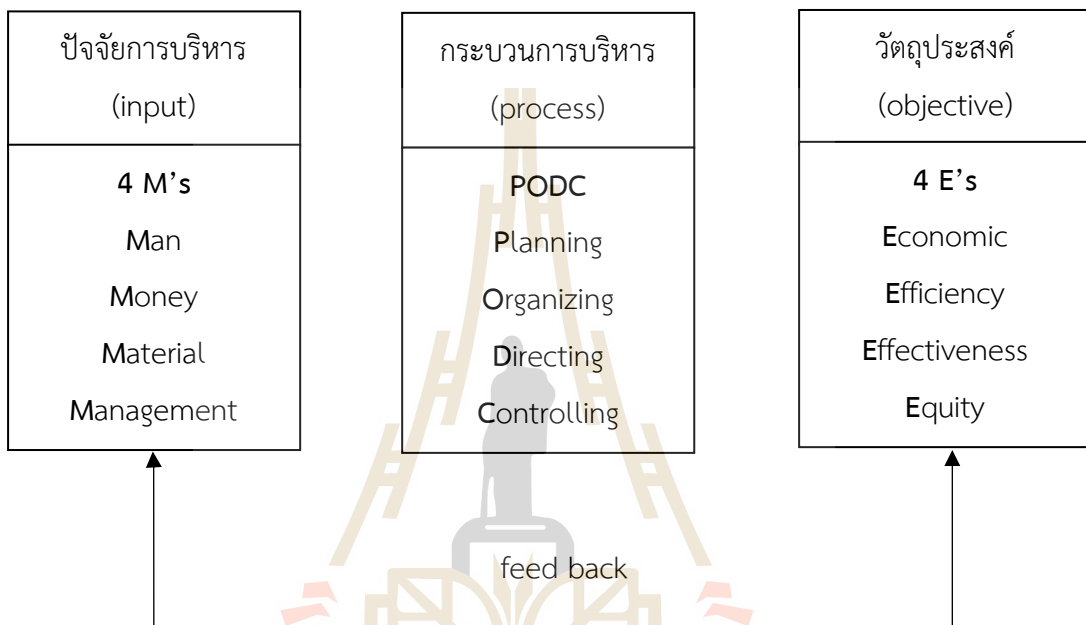 ปัจจัยการบริหาร
(input)
4 M’s
Man
Money
Material
Management
กระบวนการบริหาร
(process)
PODC
Planning
Organizing
Directing
Controlling
วัตถุประสงค์
(objective)
4 E’s
Economic
Efficiency
Effectiveness
Equity
feed back